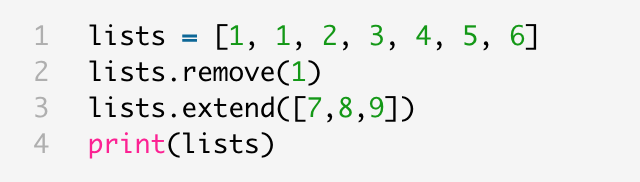 1 lists = [1, 1, 2, 3, 4, 5, 6]
2 lists.remove(1)
3 lists.extend([7,8,9])
4 print(lists)